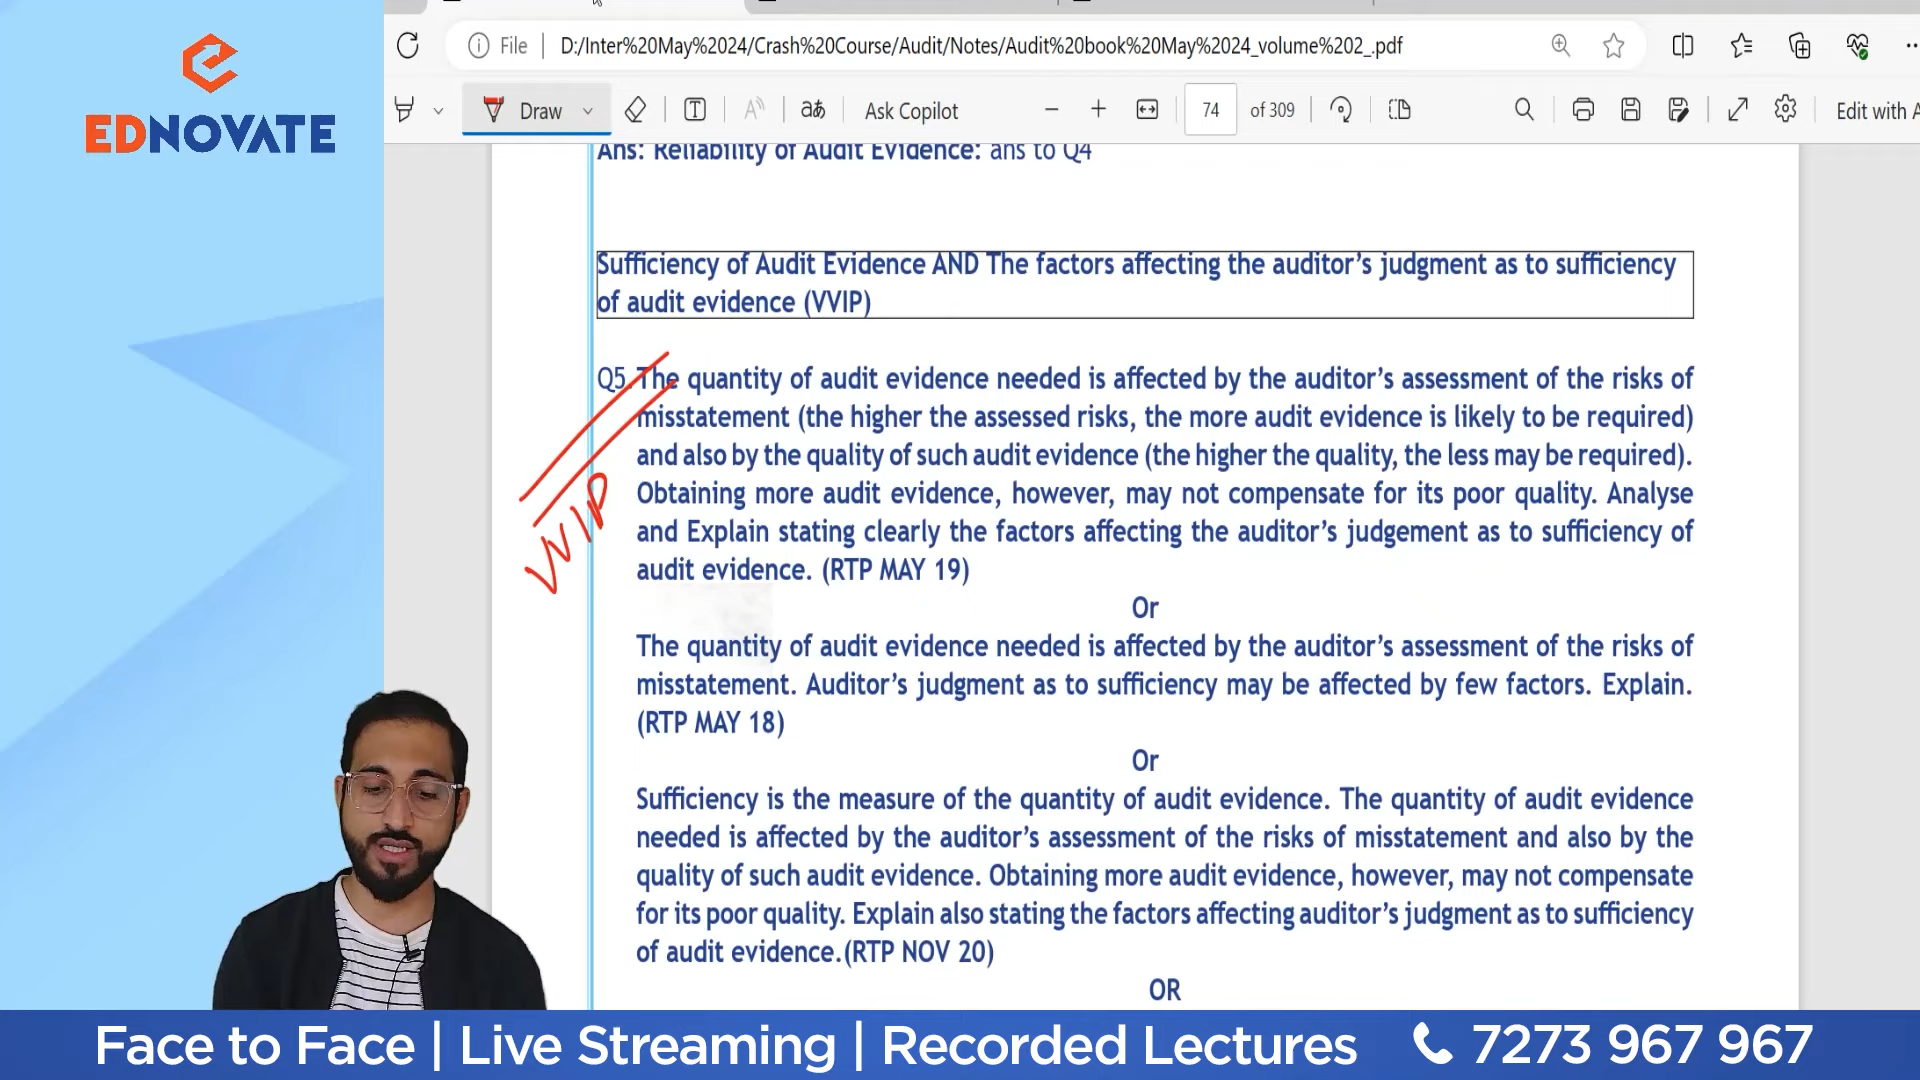 EDNOVATE
File
D:/Inter%20May%2024/Crash%20Course/Audit/Notes/Audit%20book%20May%2024_volume%202_.pdf
Draw
T
A
aあ
Ask Copilot
74
of 309
Edit with A
Ans: Reliability of Audit Evidence: ans to Q4
Sufficiency of Audit Evidence AND The factors affecting the auditor’s judgment as to sufficiency
of audit evidence (VVIP)
Q5. The quantity of audit evidence needed is affected by the auditor’s assessment of the risks of
misstatement (the higher the assessed risks, the more audit evidence is likely to be required)
and also by the quality of such audit evidence (the higher the quality, the less may be required).
Obtaining more audit evidence, however, may not compensate for its poor quality. Analyse
and Explain stating clearly the factors affecting the auditor’s judgement as to sufficiency of
audit evidence. (RTP MAY 19)
VVIP
Or
The quantity of audit evidence needed is affected by the auditor’s assessment of the risks of
misstatement. Auditor’s judgment as to sufficiency may be affected by few factors. Explain.
(RTP MAY 18)
Or
Sufficiency is the measure of the quantity of audit evidence. The quantity of audit evidence
needed is affected by the auditor’s assessment of the risks of misstatement and also by the
quality of such audit evidence. Obtaining more audit evidence, however, may not compensate
for its poor quality. Explain also stating the factors affecting auditor’s judgment as to sufficiency
of audit evidence.(RTP NOV 20)
OR
Face to Face | Live Streaming | Recorded Lectures
7273 967 967